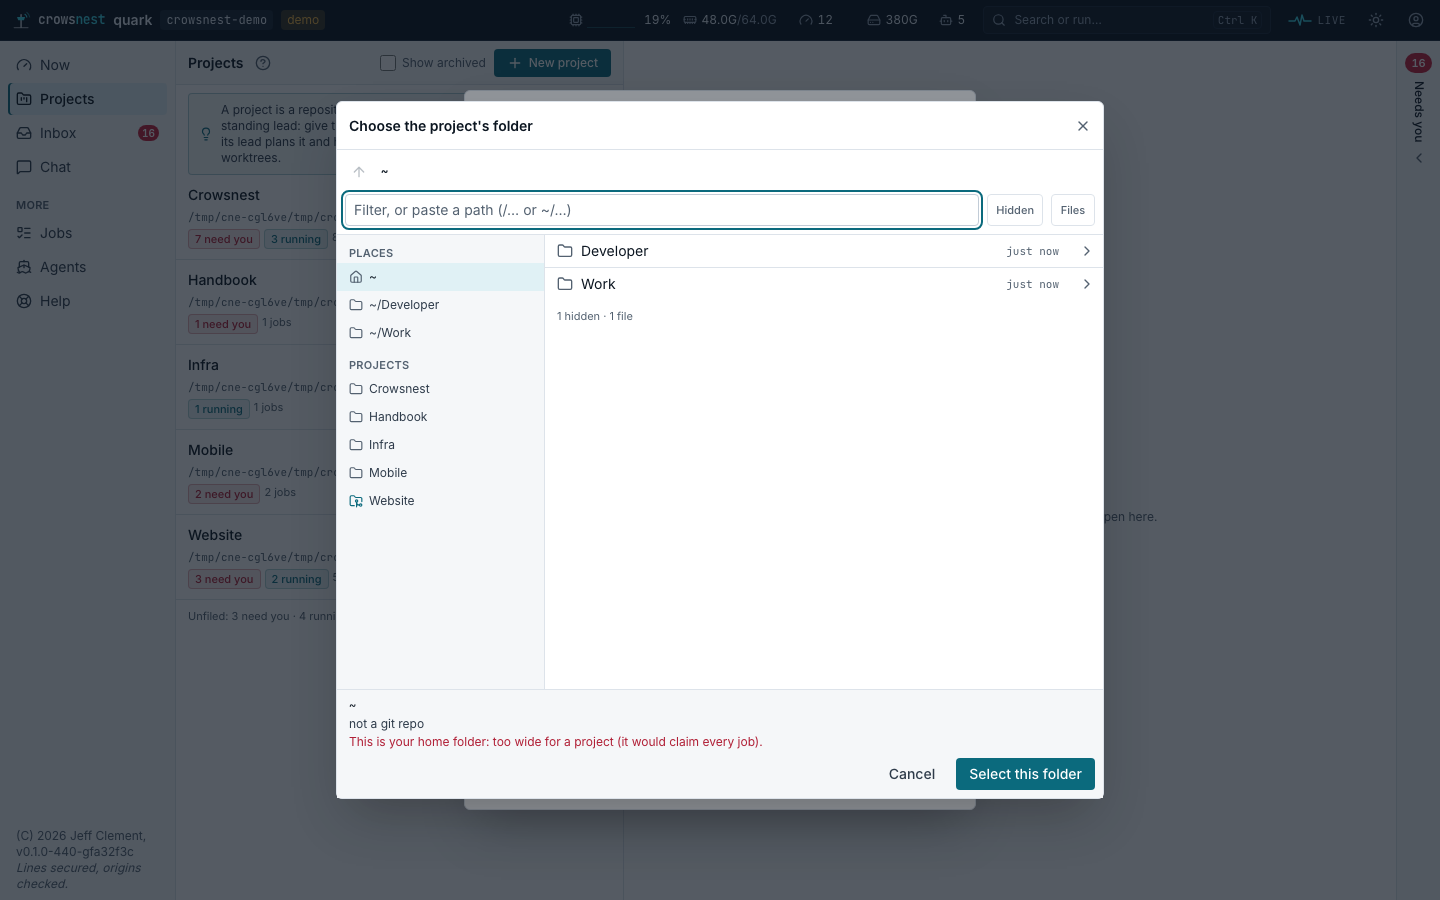 crowsnest quark crowsnest-demo demo
19% 48.0G/64.0G 12 380G 5
Search or run... Ctrl K LIVE
Now
Projects
Inbox 16
Chat
MORE
Jobs
Agents
Help
(C) 2026 Jeff Clement,
v0.1.0-440-gfa32f3c
Lines secured, origins
checked.
Projects Show archived New project
A project is a reposit
standing lead: give t
its lead plans it and
worktrees.
Crowsnest
/tmp/cne-cgl6ve/tmp/cr
7 need you 3 running
Handbook
/tmp/cne-cgl6ve/tmp/cr
1 need you 1 jobs
Infra
/tmp/cne-cgl6ve/tmp/cr
1 running 1 jobs
Mobile
/tmp/cne-cgl6ve/tmp/cr
2 need you 2 jobs
Website
/tmp/cne-cgl6ve/tmp/cr
3 need you 2 running
Unfiled: 3 need you · 4 runni
Choose the project's folder
~
Filter, or paste a path (/... or ~/...) Hidden Files
PLACES
~
~/Developer
~/Work
PROJECTS
Crowsnest
Handbook
Infra
Mobile
Website
Developer just now
Work just now
1 hidden · 1 file
~
not a git repo
This is your home folder: too wide for a project (it would claim every job).
Cancel Select this folder
pen here.
16
Needs you